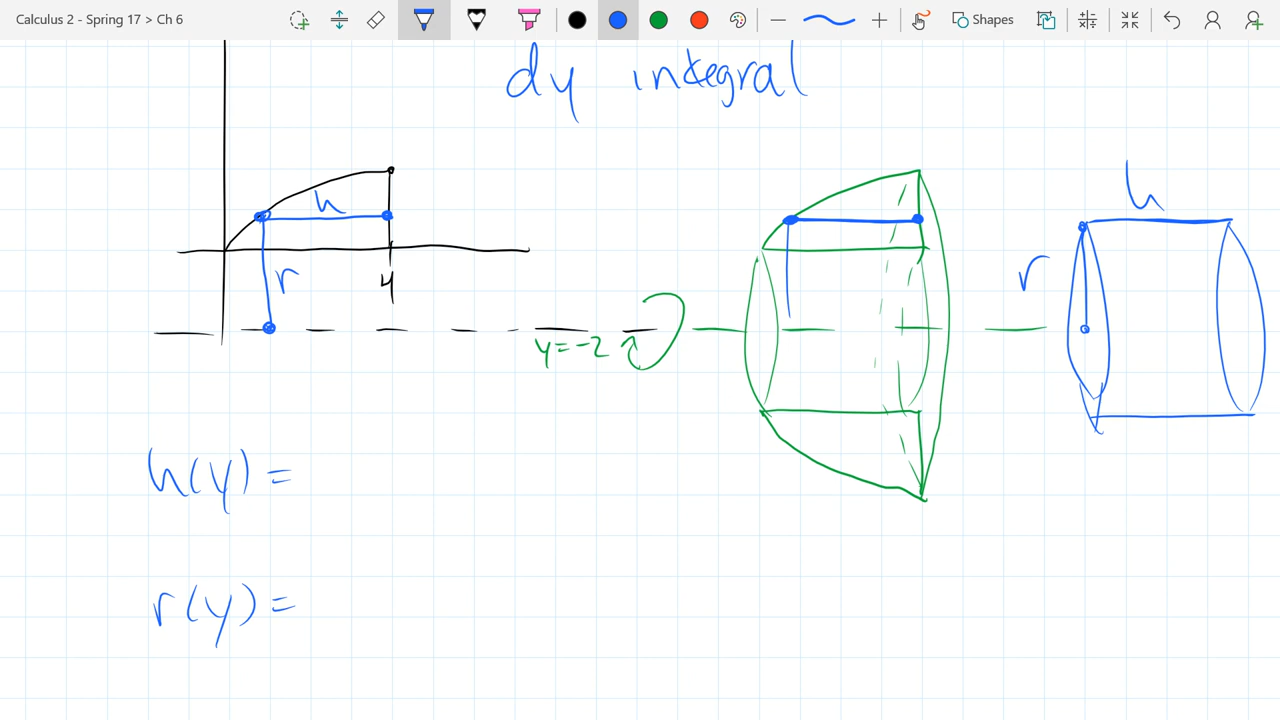 Calculus 2 - Spring 17 > Ch 6
Shapes
dy integral
h
h
r
r
4
y=-2
h(y) =
r(y) =